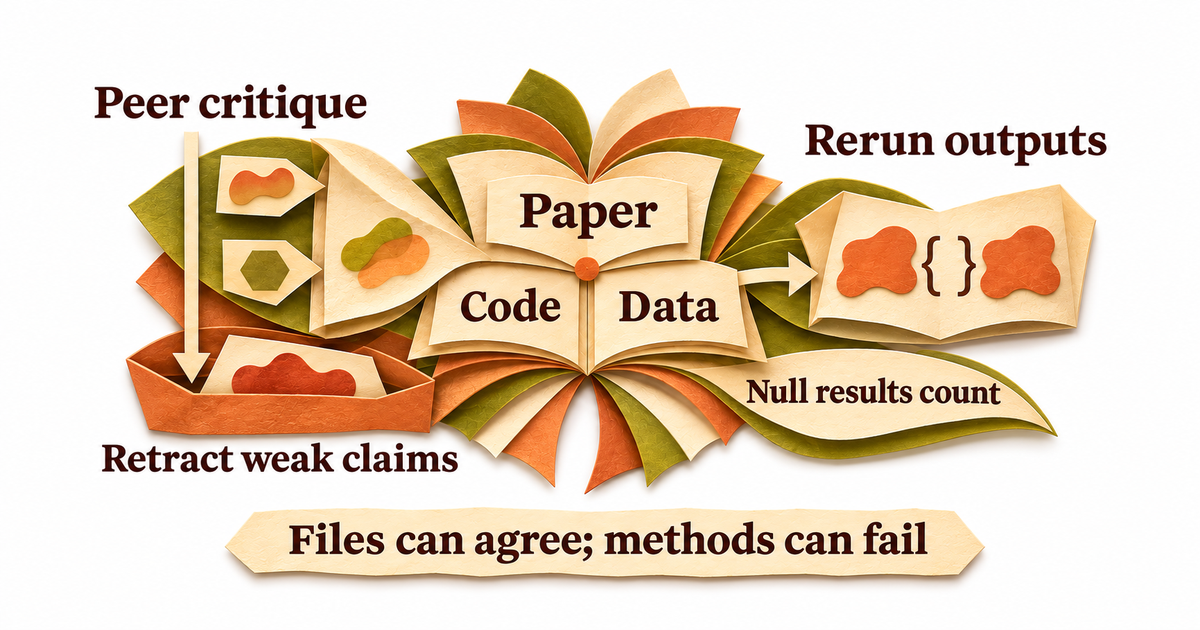 Peer critique
Rerun outputs
Paper
Code
Data
{ }
Null results count
Retract weak claims
Files can agree; methods can fail